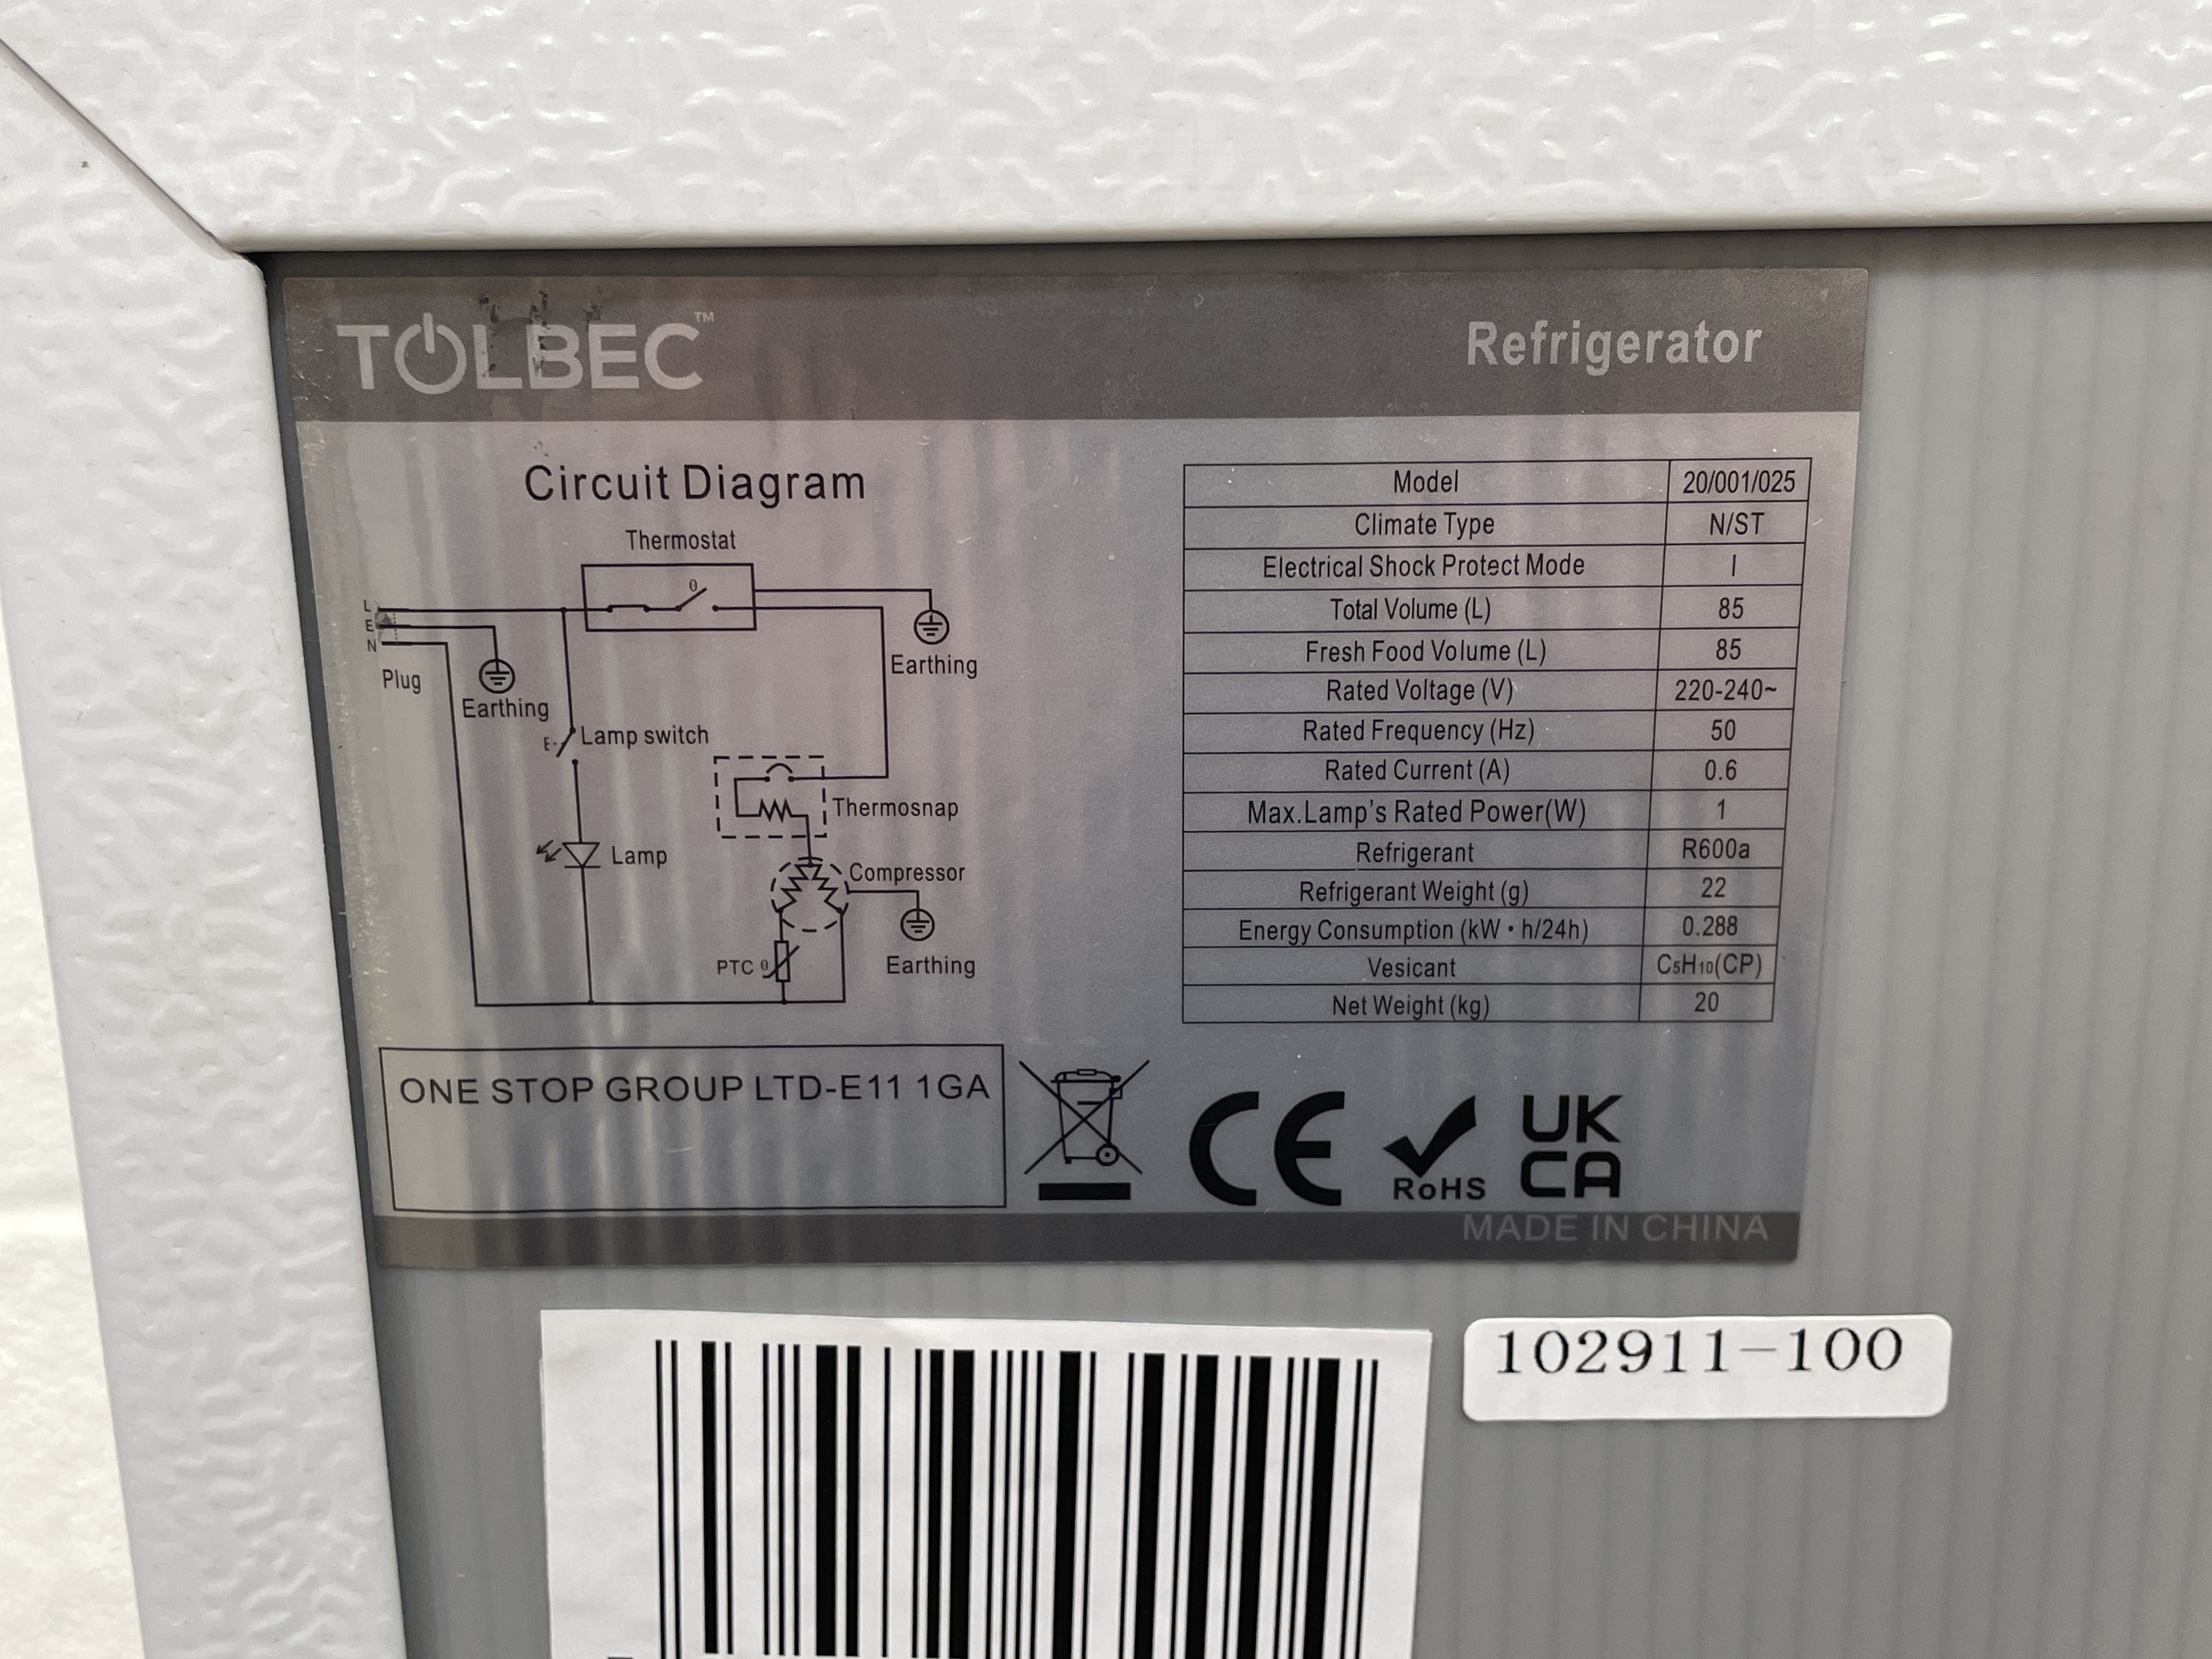 TOLBEC™
Refrigerator
Circuit Diagram
Thermostat
θ
L
E
N
Plug
Earthing
Earthing
E- Lamp switch
Thermosnap
Lamp
Compressor
PTC θ
Earthing
Model 20/001/025
Climate Type N/ST
Electrical Shock Protect Mode I
Total Volume (L) 85
Fresh Food Volume (L) 85
Rated Voltage (V) 220-240~
Rated Frequency (Hz) 50
Rated Current (A) 0.6
Max.Lamp's Rated Power(W) 1
Refrigerant R600a
Refrigerant Weight (g) 22
Energy Consumption (kW • h/24h) 0.288
Vesicant C₅H₁₀(CP)
Net Weight (kg) 20
ONE STOP GROUP LTD-E11 1GA
CE
RoHS
UK
CA
MADE IN CHINA
102911-100